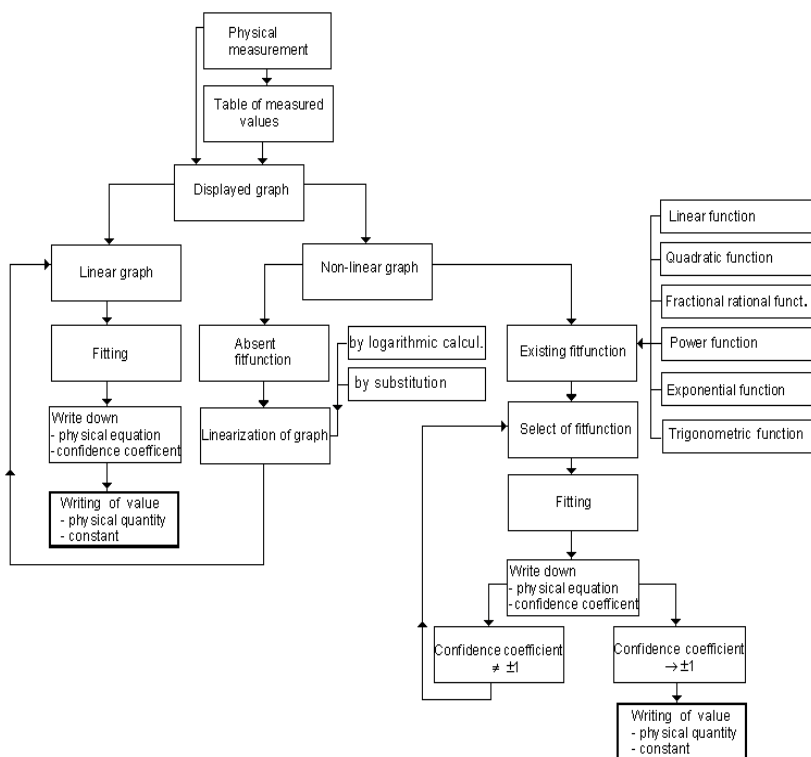 Physical
measurement
Table of measured
values
Displayed graph
Linear graph
Non-linear graph
Linear function
Quadratic function
Fractional rational funct.
Power function
Exponential function
Trigonometric function
Fitting
Absent
fitfunction
by logarithmic calcul.
by substitution
Existing fitfunction
Write down
- physical equation
-confidence coefficent
Linearization of graph
Select of fitfunction
Writing of value
- physical quantity
- constant
Fitting
Write down
- physical equation
-confidence coefficent
Confidence coefficient
≠ ±1
Confidence coefficient
→ ±1
Writing of value
- physical quantity
- constant